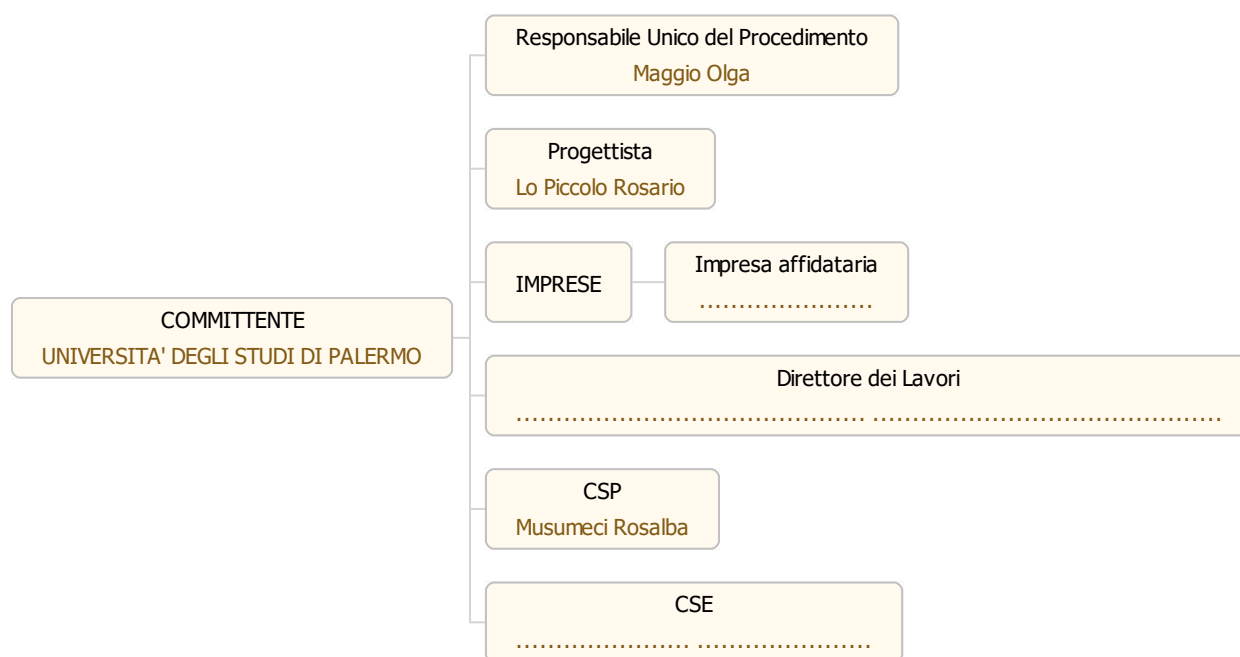 Responsabile Unico del Procedimento
Maggio Olga
Progettista
Lo Piccolo Rosario
IMPRESE
Impresa affidataria
......................
COMMITTENTE
UNIVERSITA' DEGLI STUDI DI PALERMO
Direttore dei Lavori
............................................ ............................................
CSP
Musumeci Rosalba
CSE
...................... ......................